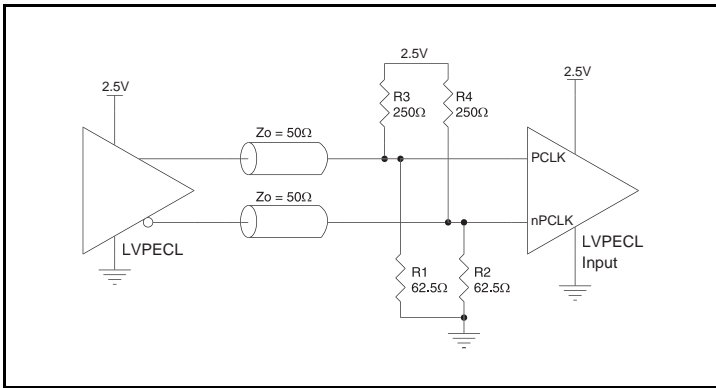 2.5V
2.5V
2.5V
R3
250Ω
R4
250Ω
Zo = 50Ω
PCLK
Zo = 50Ω
nPCLK
LVPECL
LVPECL
Input
R1
62.5Ω
R2
62.5Ω